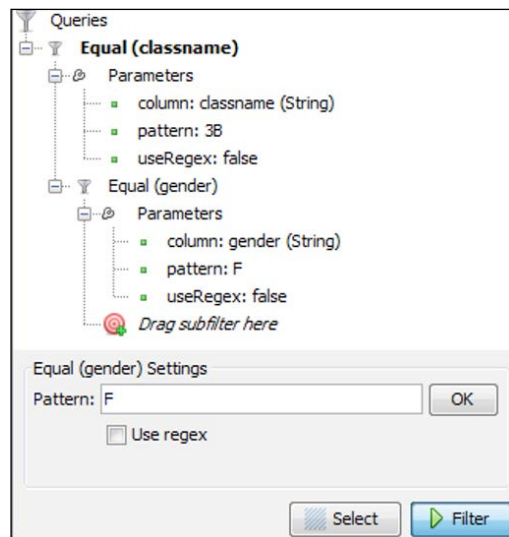 Queries
Equal (classname)
Parameters
column: classname (String)
pattern: 3B
useRegex: false
Equal (gender)
Parameters
column: gender (String)
pattern: F
useRegex: false
Drag subfilter here
Equal (gender) Settings
Pattern: F OK
Use regex
Select Filter